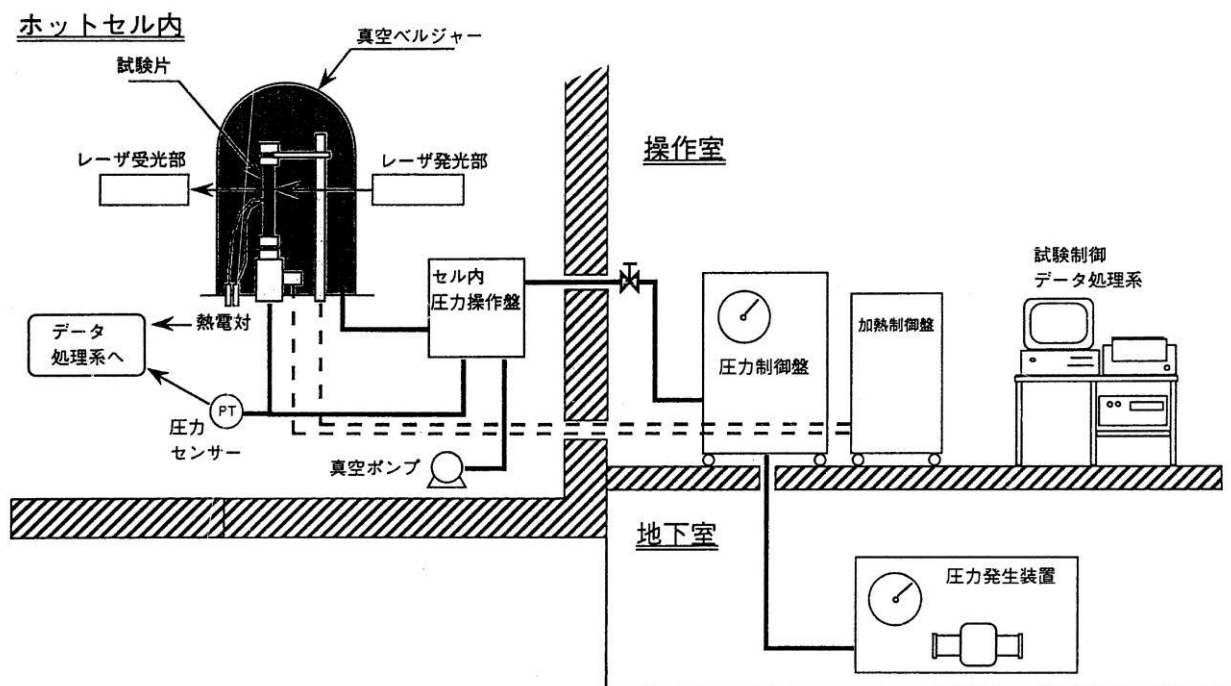 ホットセル内
真空ベルジャー
試験片
レーザ受光部
レーザ発光部
セル内
圧力操作盤
熱電対
データ
処理系へ
PT
圧力
センサー
真空ポンプ
操作室
圧力制御盤
加熱制御盤
試験制御
データ処理系
地下室
圧力発生装置